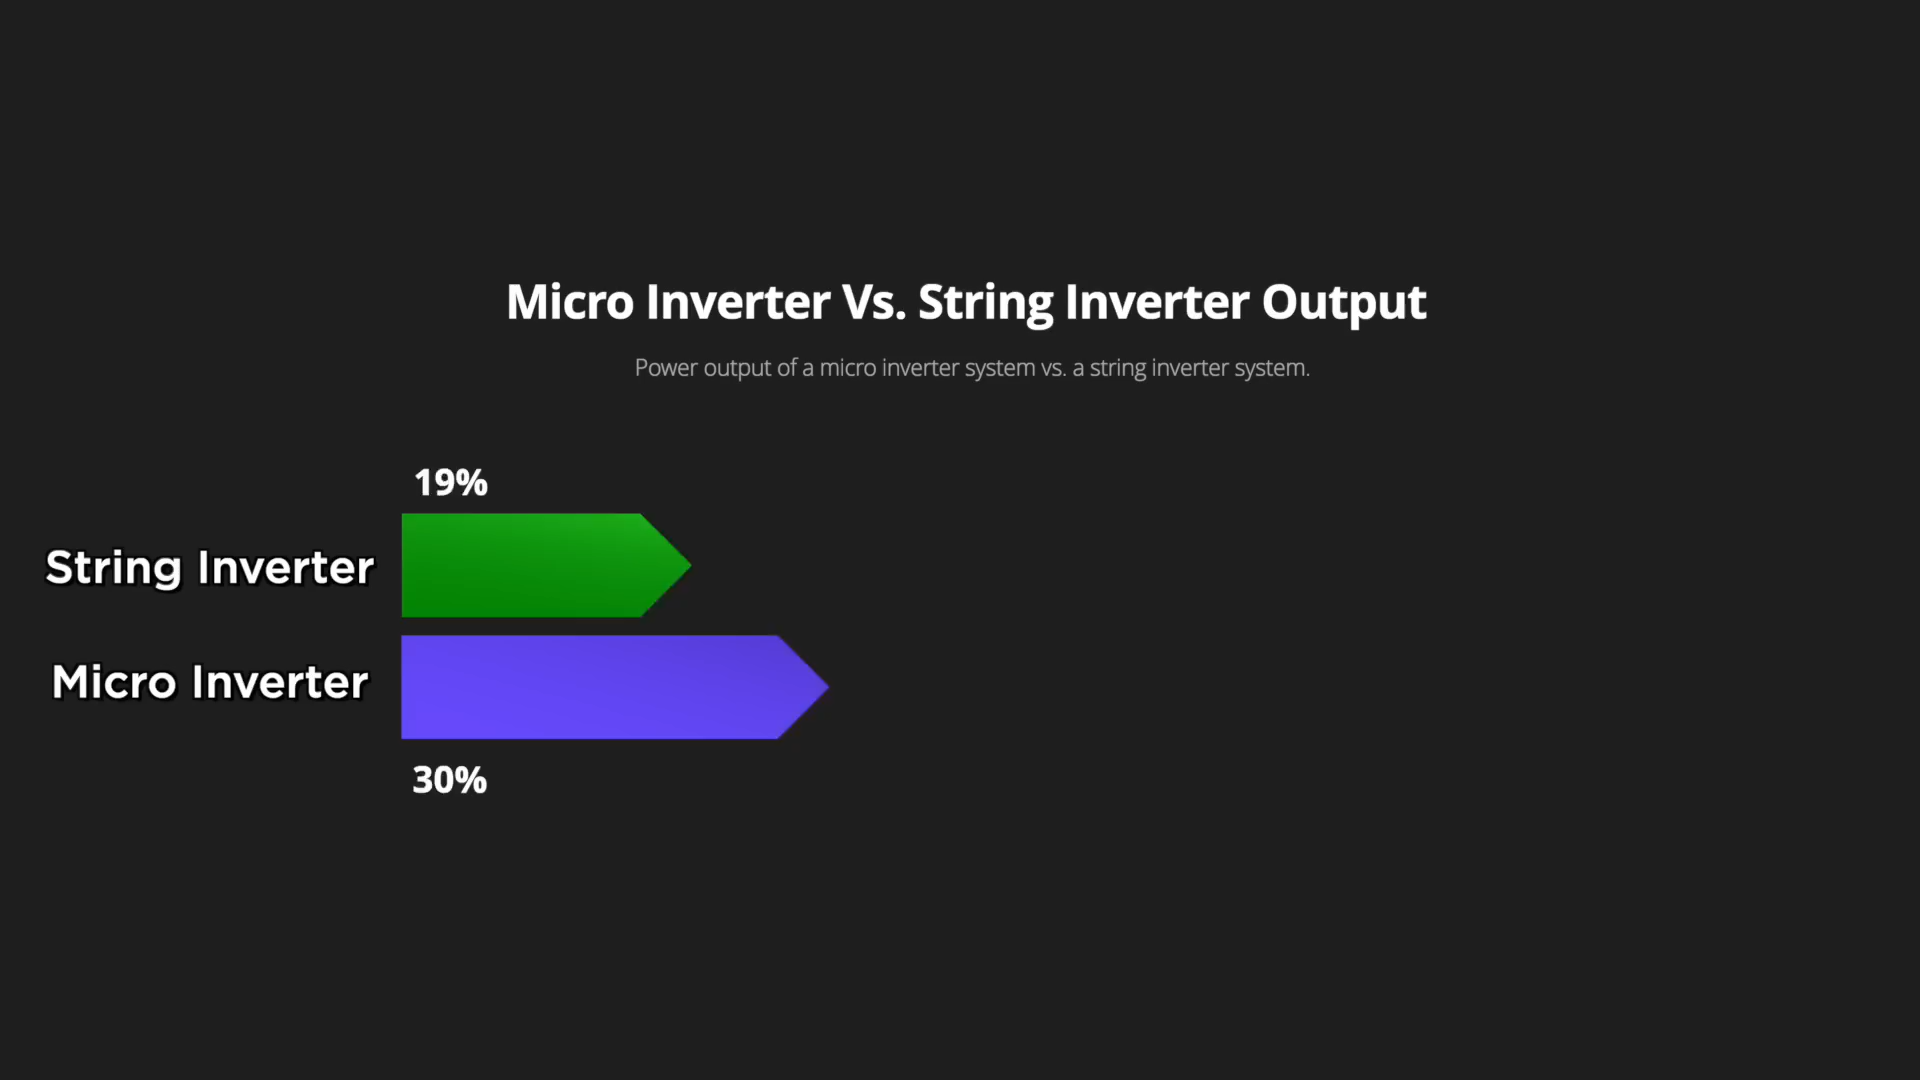 Micro Inverter Vs. String Inverter Output
Power output of a micro inverter system vs. a string inverter system.
19%
String Inverter
Micro Inverter
30%